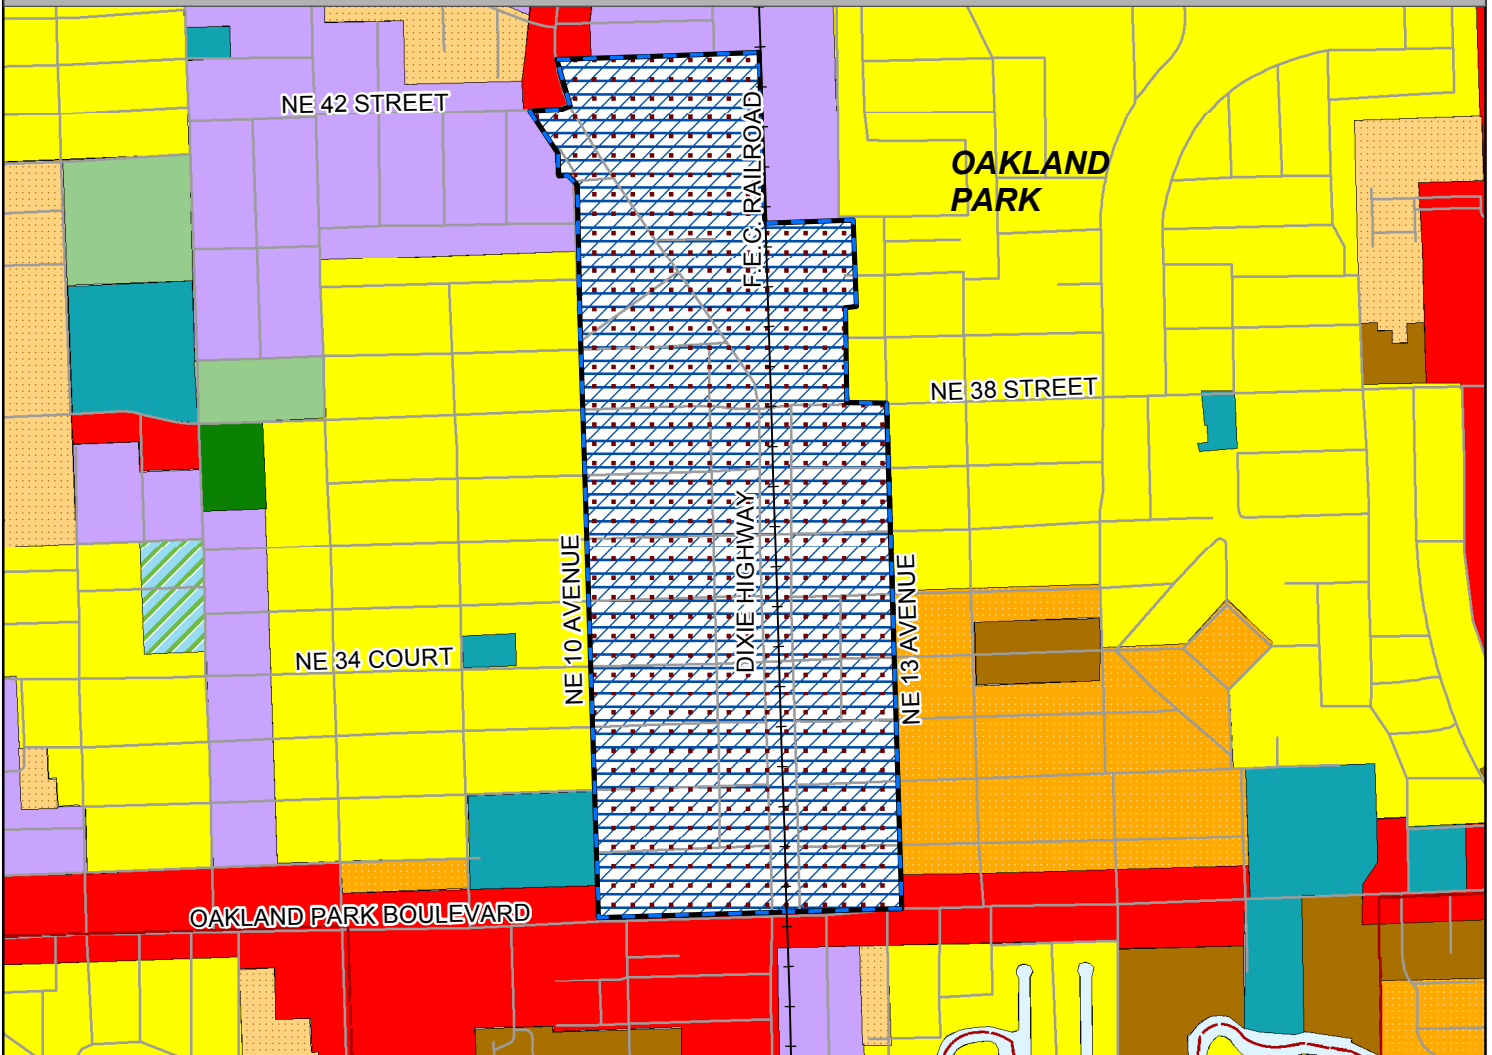 NE 42 STREET
F.E.C. RAILROAD
OAKLAND
PARK
NE 38 STREET
NE 10 AVENUE
DIXIE HIGHWAY
NE 13 AVENUE
NE 34 COURT
OAKLAND PARK BOULEVARD